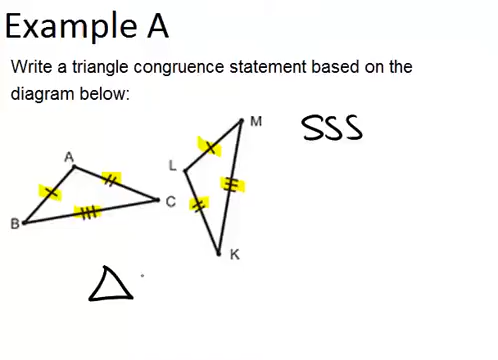 Example A
Write a triangle congruence statement based on the
diagram below:
SSS
M
A
L
C
B
K